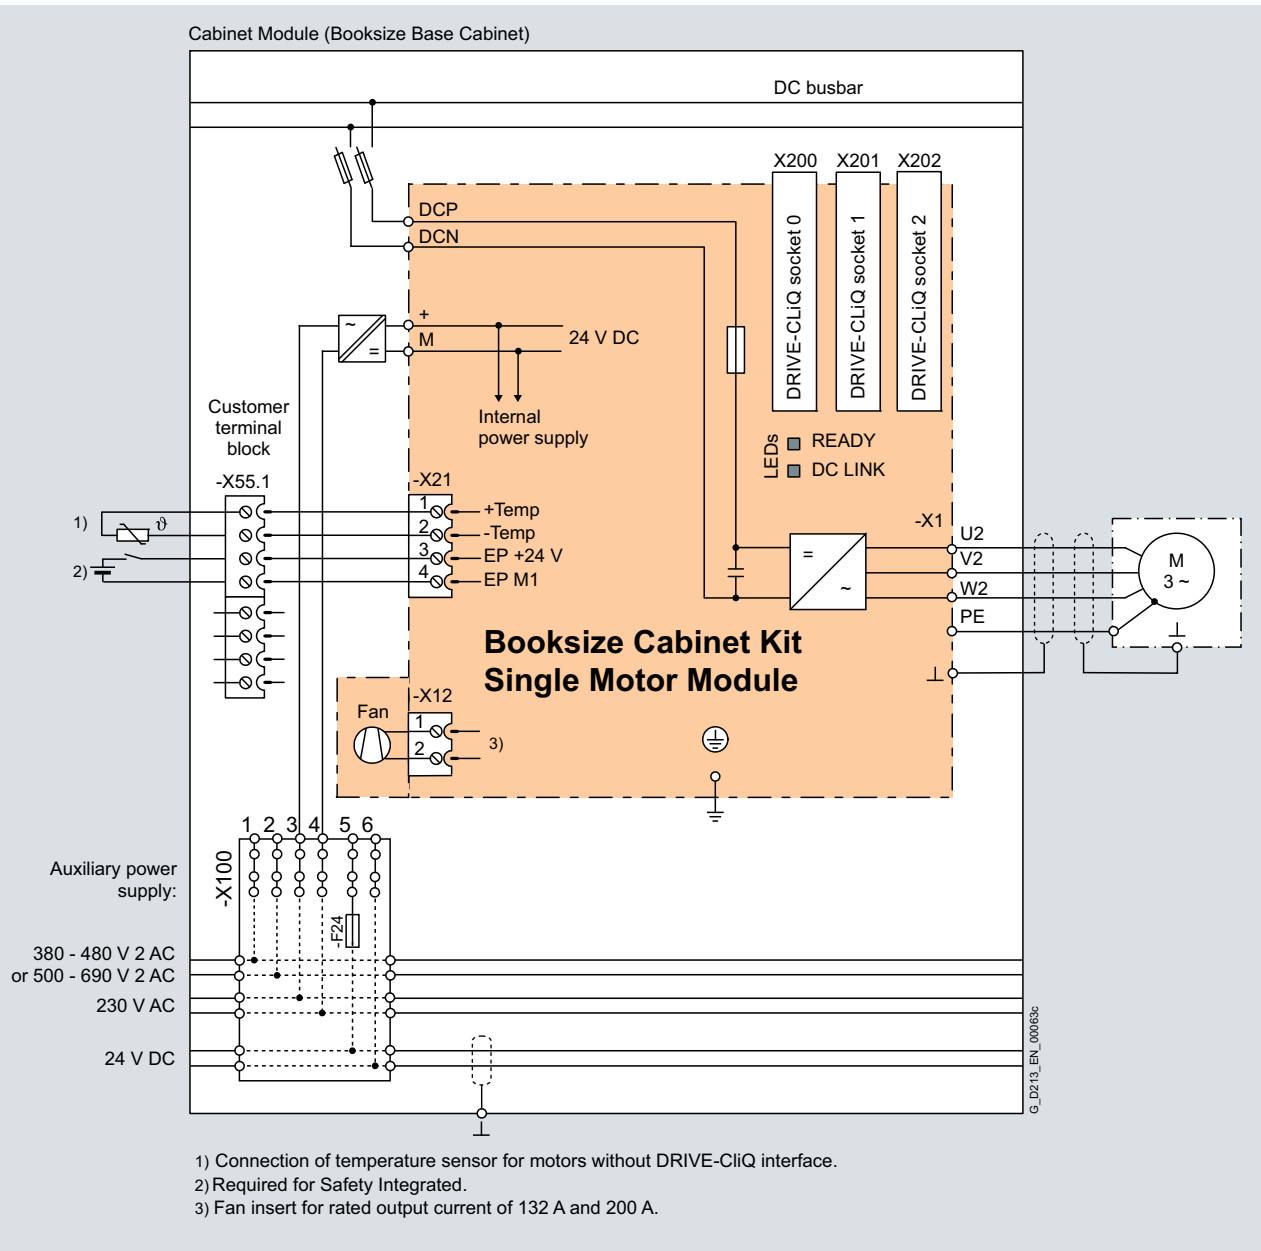 Cabinet Module (Booksize Base Cabinet)
DC busbar
X200 X201 X202
DRIVE-CLiQ socket 0
DRIVE-CLiQ socket 1
DRIVE-CLiQ socket 2
DCP
DCN
+
M
~
=
24 V DC
Internal
power supply
LEDs
READY
DC LINK
Customer
terminal
block
-X55.1
-X21
1 +Temp
2 -Temp
3 EP +24 V
4 EP M1
1)
ϑ
2)
-X1
U2
V2
W2
PE
=
~
M
3 ~
Booksize Cabinet Kit
Single Motor Module
-X12
Fan
1
2
3)
1 2 3 4 5 6
-X100
-F24
Auxiliary power
supply:
380 - 480 V 2 AC
or 500 - 690 V 2 AC
230 V AC
24 V DC
G_D213_EN_00063c
1) Connection of temperature sensor for motors without DRIVE-CliQ interface.
2) Required for Safety Integrated.
3) Fan insert for rated output current of 132 A and 200 A.